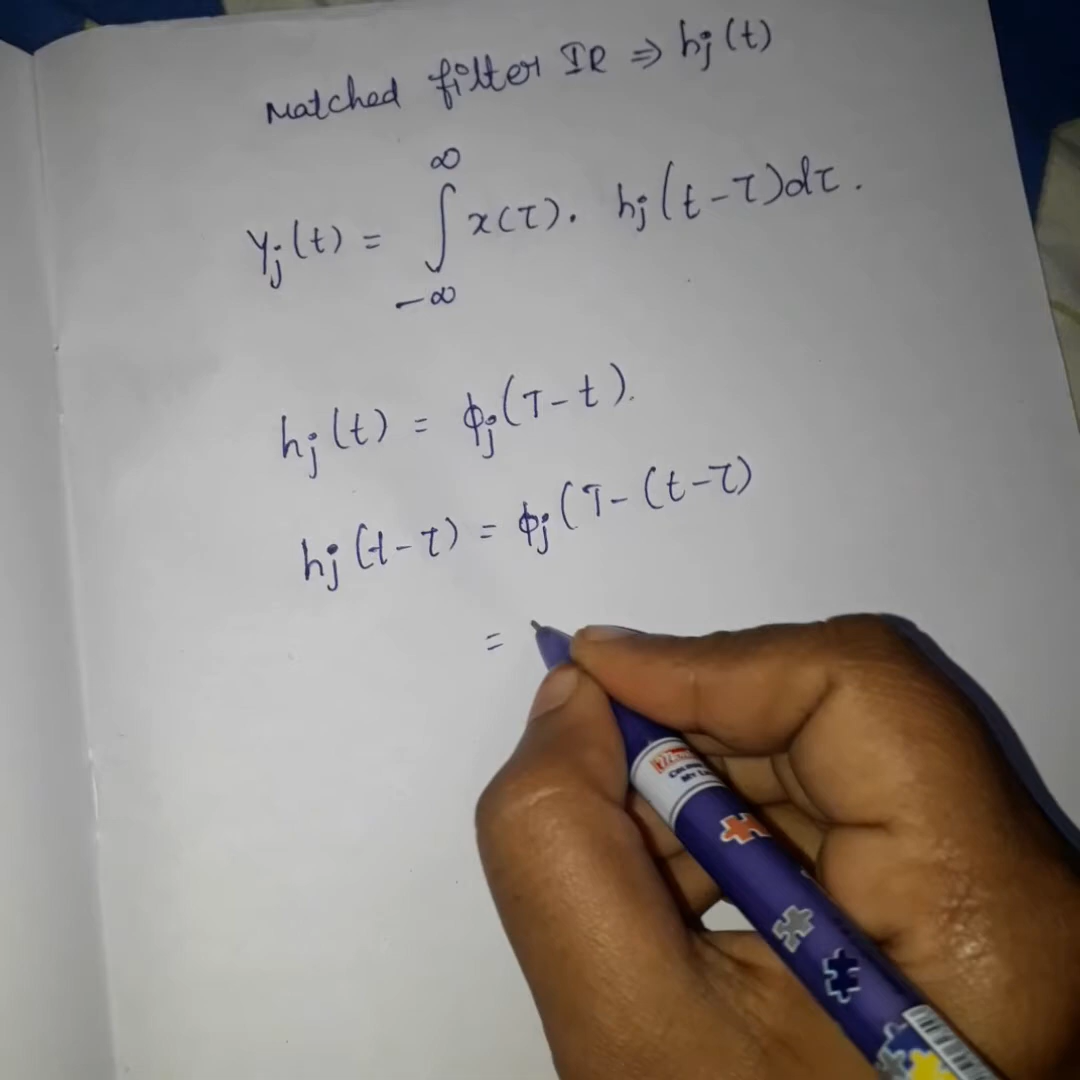 Matched filter IR ⇒ hj(t)
∞
yj(t) = ∫ x(τ). hj(t-τ)dτ.
-∞
hj(t) = ϕj(T-t).
hj(t-τ) = ϕj(T-(t-τ)
=